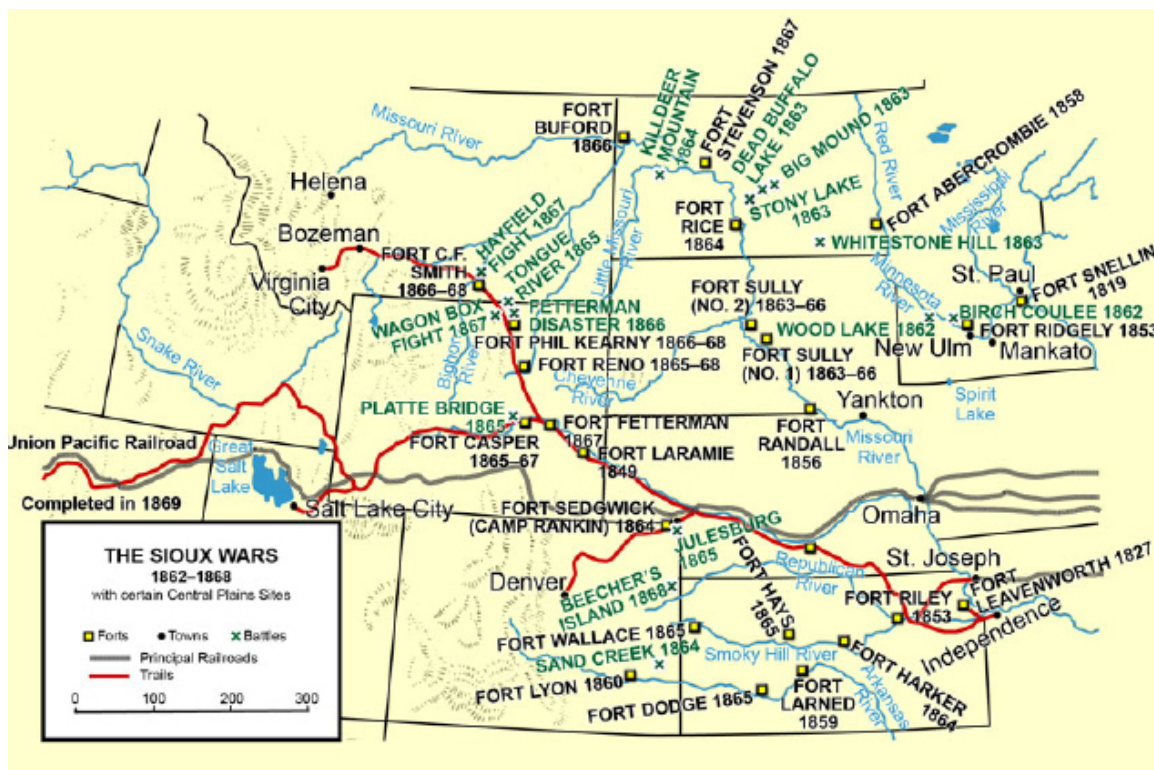 FORT
BUFORD
1866
KILLDEER
MOUNTAIN
1864
FORT
STEVENSON 1867
DEAD BUFFALO
LAKE 1863
BIG MOUND 1863
Red River
FORT ABERCROMBIE 1858
Missouri River
Helena
Bozeman
Virginia
City
FORT C.F.
SMITH
1866–68
HAYFIELD
FIGHT 1867
TONGUE
RIVER 1865
Little Missouri
River
FORT
RICE
1864
STONY LAKE
1863
WHITESTONE HILL 1863
Mississippi
River
Minnesota
River
St. Paul
FORT SNELLIN
1819
WAGON BOX
FIGHT 1867
FETTERMAN
DISASTER 1866
FORT PHIL KEARNY 1866–68
FORT RENO 1865–68
Bighorn
River
Cheyenne
River
FORT SULLY
(NO. 2) 1863–66
WOOD LAKE 1862
FORT SULLY
(NO. 1) 1863–66
BIRCH COULEE 1862
FORT RIDGELY 1853
New Ulm
Mankato
Spirit
Lake
Snake River
PLATTE BRIDGE
1865
FORT CASPER
1865–67
FORT FETTERMAN
1867
FORT LARAMIE
1849
FORT
RANDALL
1856
Yankton
Missouri
River
Union Pacific Railroad
Completed in 1869
Great
Salt
Lake
Salt Lake City
FORT SEDGWICK
(CAMP RANKIN) 1864
JULESBURG
1865
Omaha
Denver
BEECHER'S
ISLAND 1868
Republican
River
FORT HAYS
1865
St. Joseph
FORT
LEAVENWORTH 1827
FORT RILEY
1853
Independence
FORT WALLACE 1865
SAND CREEK 1864
Smoky Hill River
FORT LYON 1860
FORT DODGE 1865
FORT
LARNED
1859
FORT HARKER
1864
Arkansas
River
THE SIOUX WARS
1862–1868
with certain Central Plains Sites
Forts Towns Battles
Principal Railroads
Trails
0 100 200 300